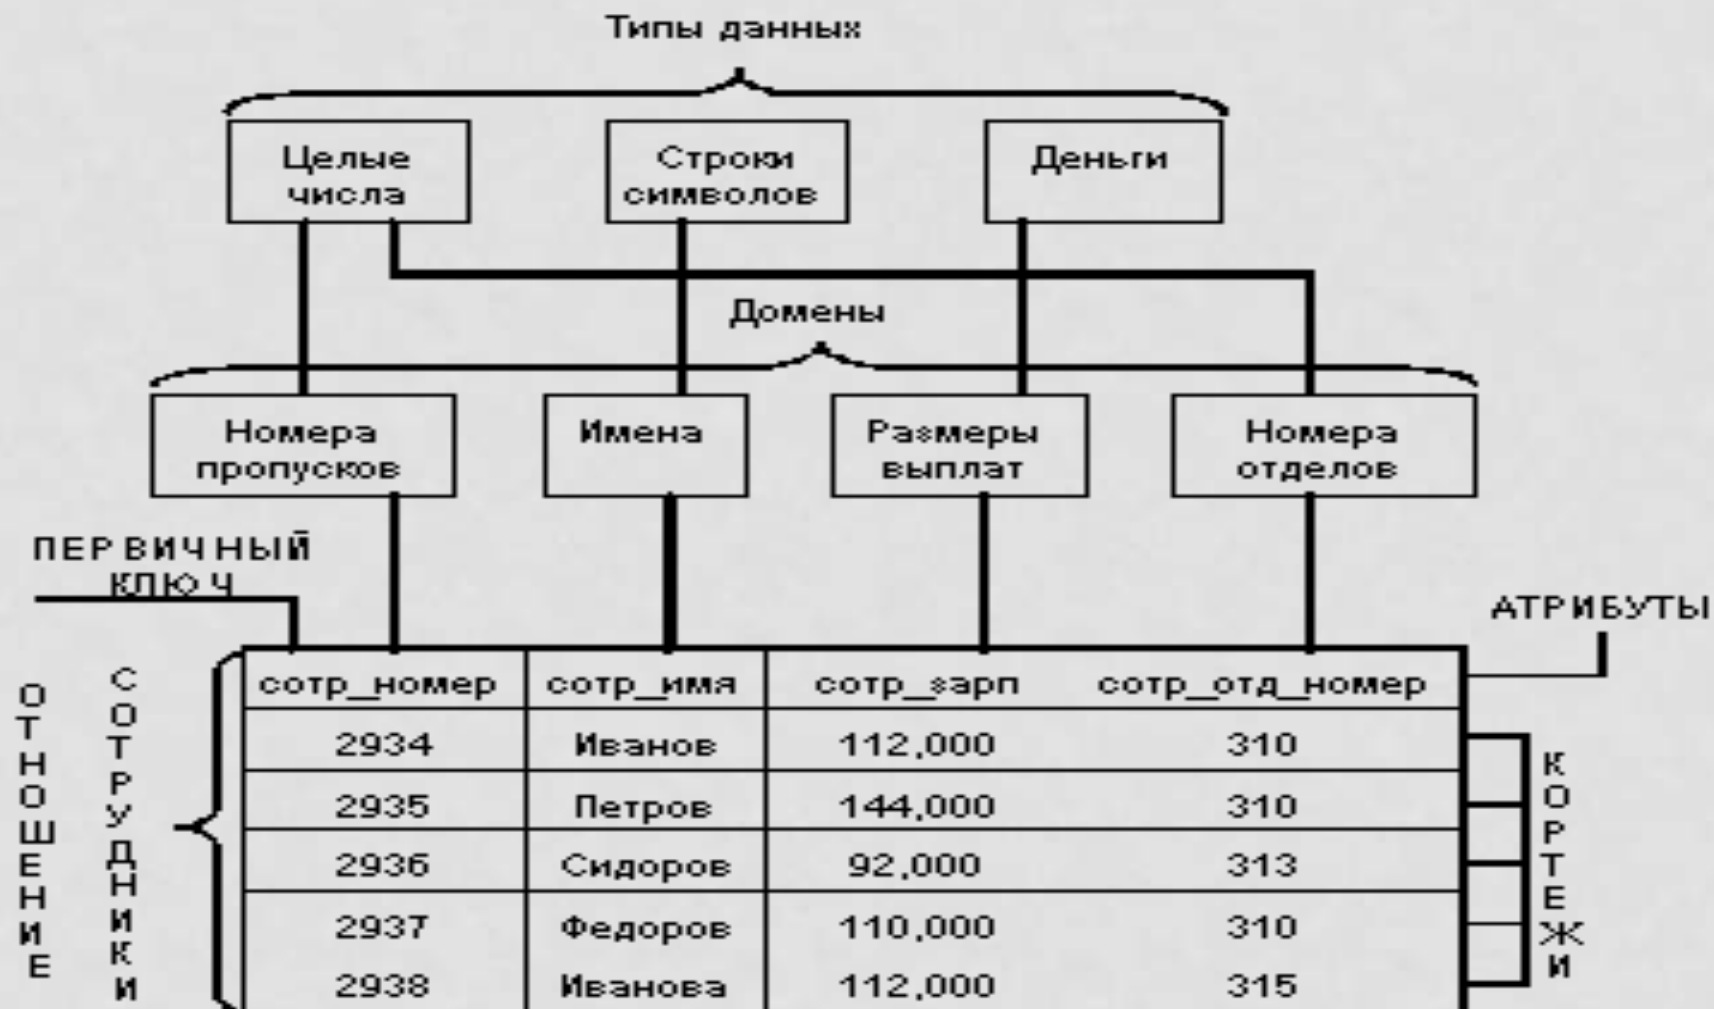 Типы данных
Целые
числа
Строки
символов
Деньги
Домены
Номера
пропусков
Имена
Размеры
выплат
Номера
отделов
ПЕРВИЧНЫЙ
КЛЮЧ
АТРИБУТЫ
ОТНОШЕНИЕ
СОТРУДНИКИ
сотр_номер сотр_имя сотр_зарп сотр_отд_номер
2934 Иванов 112,000 310
2935 Петров 144,000 310
2936 Сидоров 92,000 313
2937 Федоров 110,000 310
2938 Иванова 112,000 315
КОРТЕЖИ